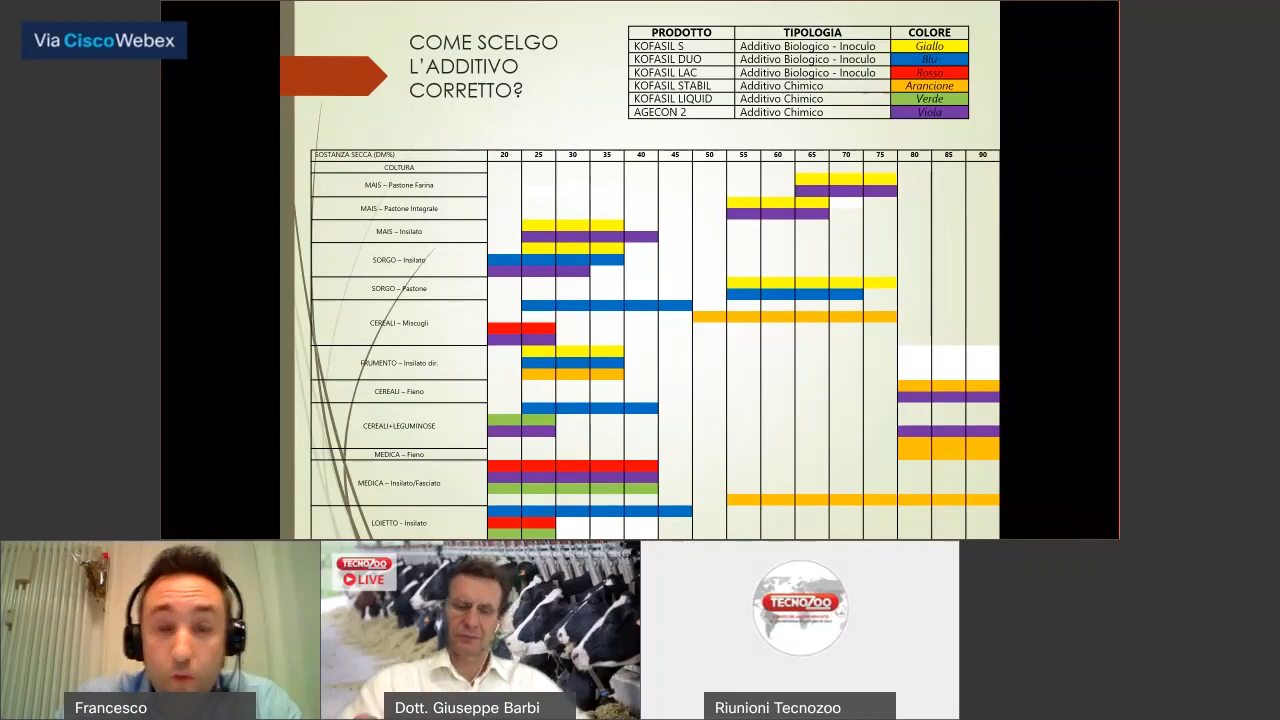 Via Cisco Webex
COME SCELGO
L'ADDITIVO
CORRETTO?
PRODOTTO TIPOLOGIA COLORE
KOFASIL S Additivo Biologico - Inoculo Giallo
KOFASIL DUO Additivo Biologico - Inoculo Blu
KOFASIL LAC Additivo Biologico - Inoculo Rosso
KOFASIL STABIL Additivo Chimico Arancione
KOFASIL LIQUID Additivo Chimico Verde
AGECON 2 Additivo Chimico Viola
SOSTANZA SECCA (DM%) 20 25 30 35 40 45 50 55 60 65 70 75 80 85 90
COLTURA
MAIS – Pastone Farina
MAIS – Pastone Integrale
MAIS – Insilato
SORGO – Insilato
SORGO – Pastone
CEREALI – Miscugli
FRUMENTO – Insilato dir.
CEREALI – Fieno
CEREALI+LEGUMINOSE
MEDICA – Fieno
MEDICA – Insilato/Fasciato
LOIETTO - Insilato
TECNOZOO
LIVE
TECNOZOO
Francesco
Dott. Giuseppe Barbi
Riunioni Tecnozoo